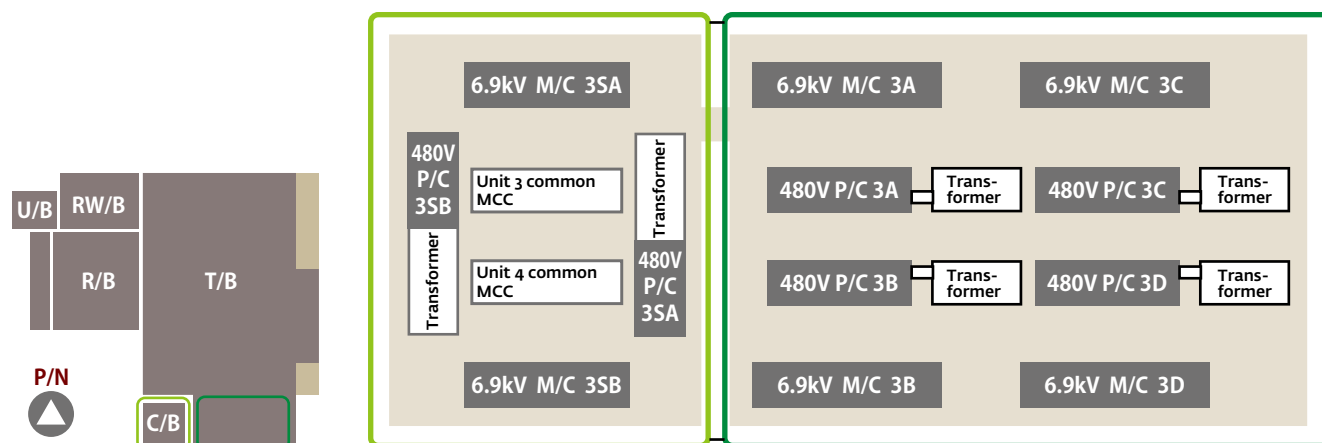 6.9kV M/C 3SA
6.9kV M/C 3A
6.9kV M/C 3C
480V
P/C
3SB
Transformer
Unit 3 common
MCC
Unit 4 common
MCC
Transformer
480V
P/C
3SA
480V P/C 3A
Trans-
former
480V P/C 3C
Trans-
former
480V P/C 3B
Trans-
former
480V P/C 3D
Trans-
former
6.9kV M/C 3SB
6.9kV M/C 3B
6.9kV M/C 3D
U/B
RW/B
R/B
T/B
P/N
C/B